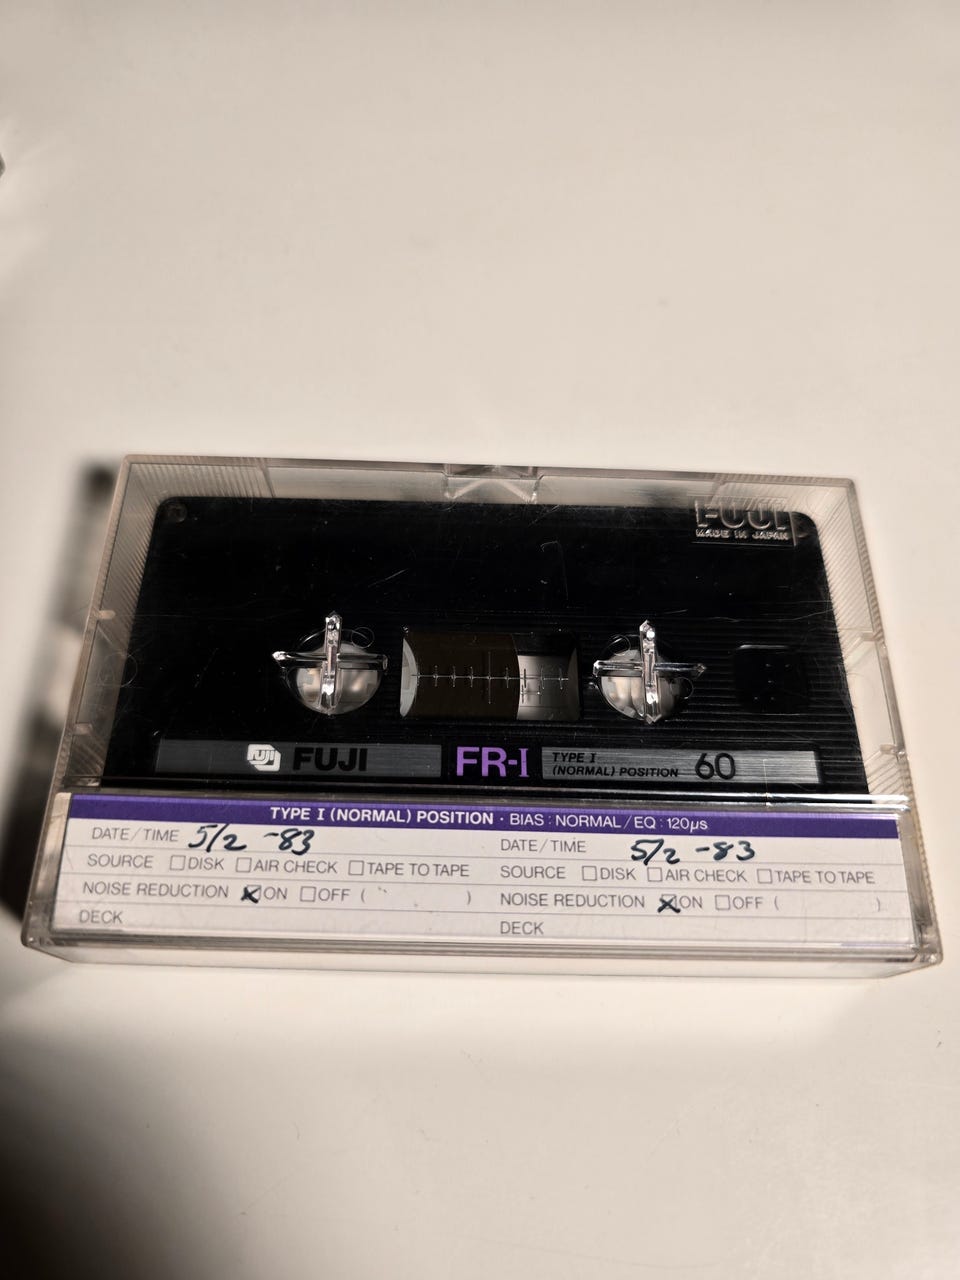 FUJI
MADE IN JAPAN
FUJI FUJI FR-I TYPE I (NORMAL) POSITION 60
TYPE I (NORMAL) POSITION · BIAS : NORMAL / EQ : 120µs
DATE/TIME 5/2 -83
SOURCE □DISK □AIR CHECK □TAPE TO TAPE
NOISE REDUCTION ☒ON □OFF ( )
DECK
DATE/TIME 5/2 -83
SOURCE □DISK □AIR CHECK □TAPE TO TAPE
NOISE REDUCTION ☒ON □OFF ( )
DECK